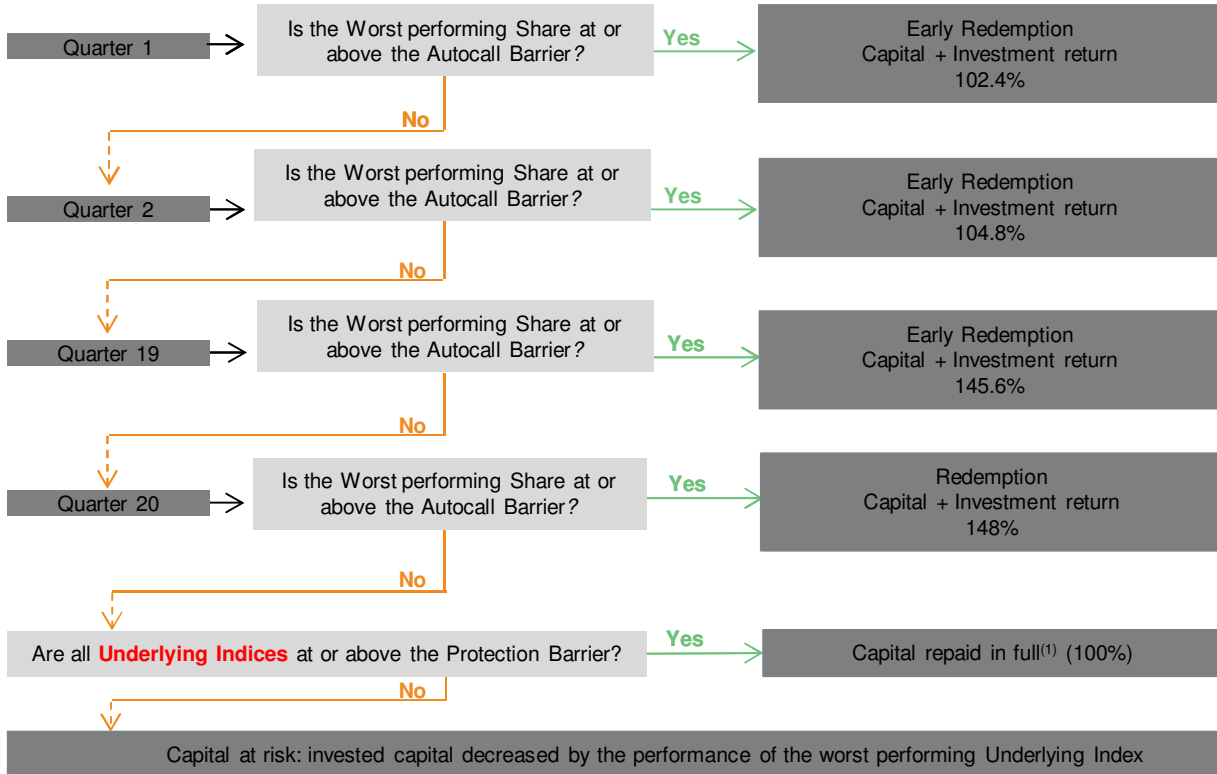 Quarter 1
Is the Worst performing Share at or
above the Autocall Barrier?
Yes
Early Redemption
Capital + Investment return
102.4%
No
Quarter 2
Is the Worst performing Share at or
above the Autocall Barrier?
Yes
Early Redemption
Capital + Investment return
104.8%
No
Quarter 19
Is the Worst performing Share at or
above the Autocall Barrier?
Yes
Early Redemption
Capital + Investment return
145.6%
No
Quarter 20
Is the Worst performing Share at or
above the Autocall Barrier?
Yes
Redemption
Capital + Investment return
148%
No
Are all Underlying Indices at or above the Protection Barrier?
Yes
Capital repaid in full(1) (100%)
No
Capital at risk: invested capital decreased by the performance of the worst performing Underlying Index